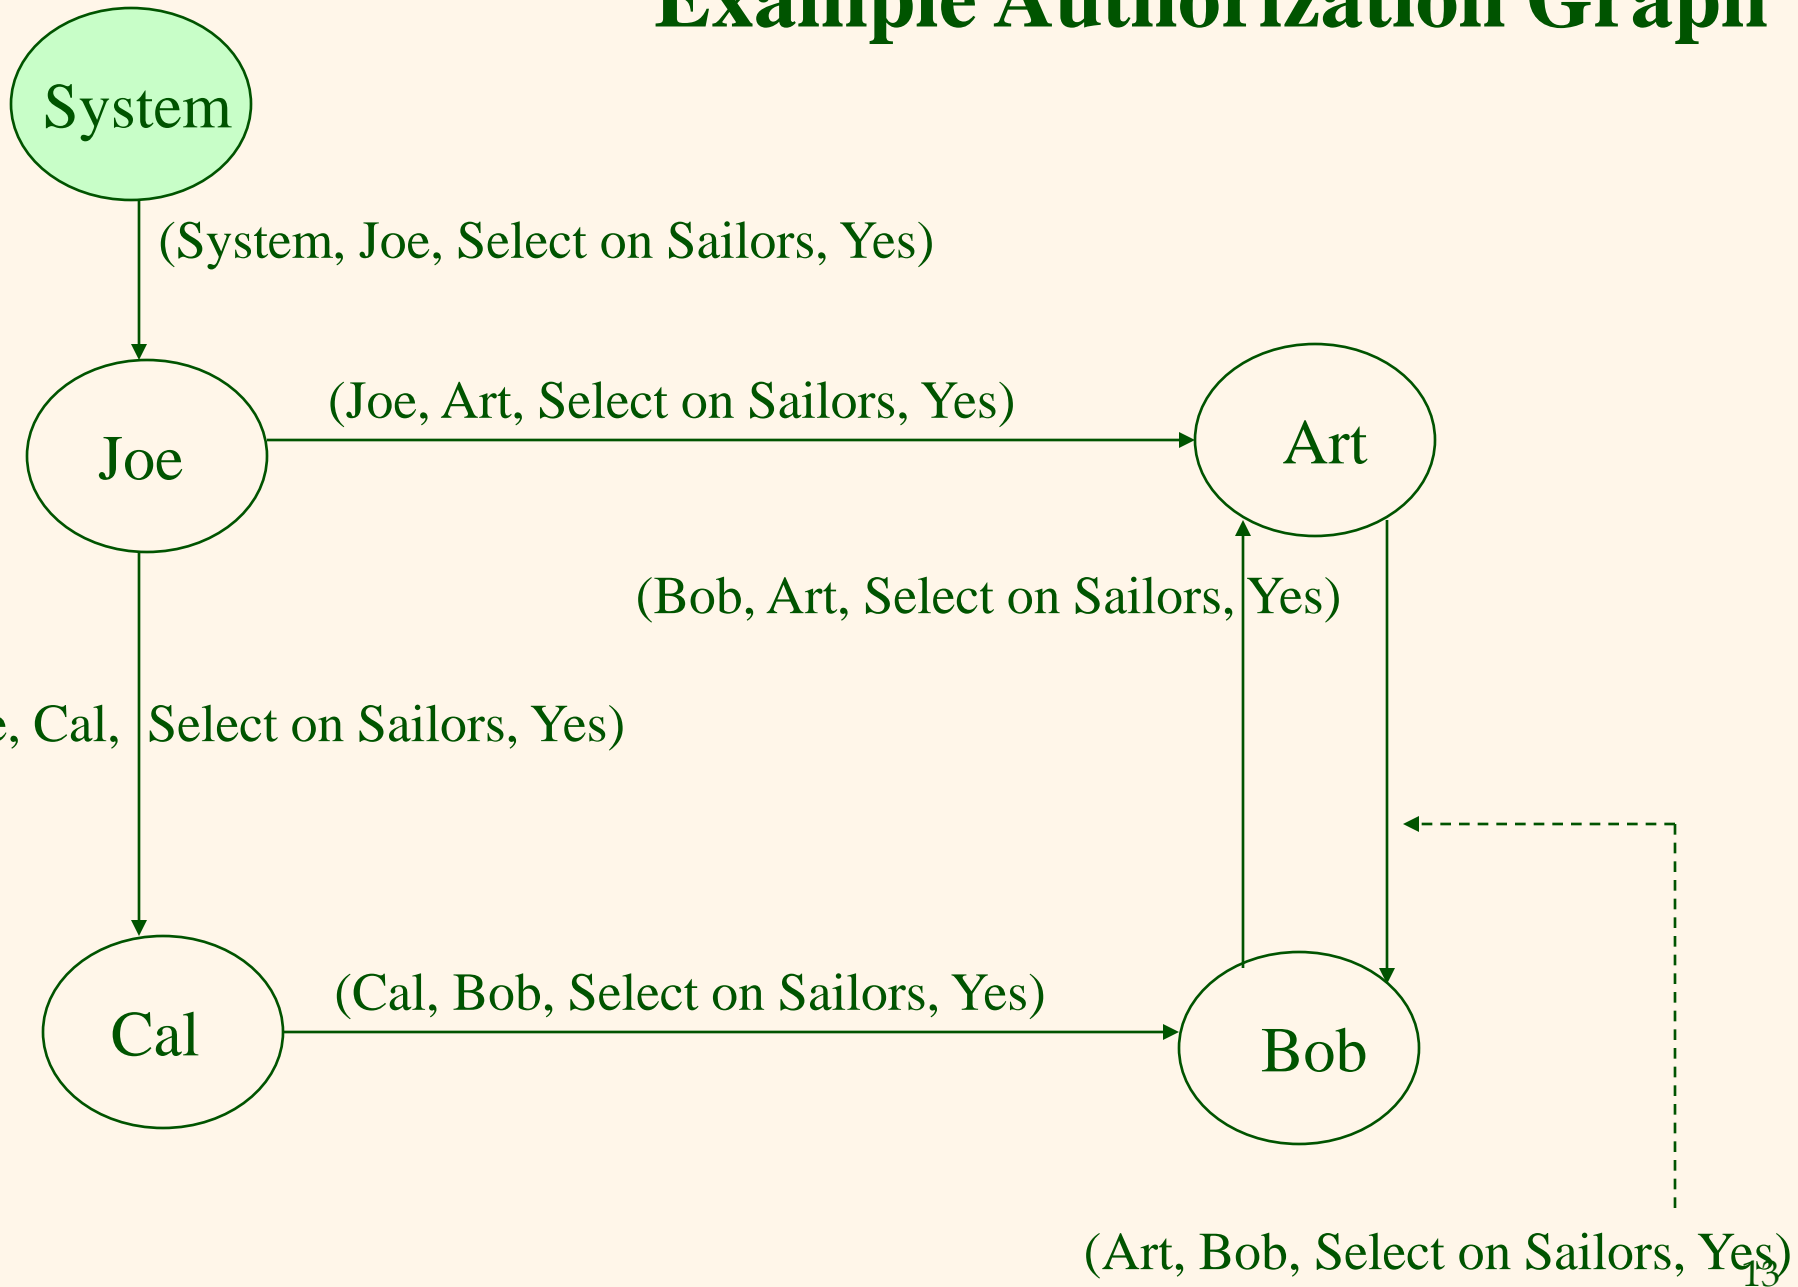 Example Authorization Graph
System
(System, Joe, Select on Sailors, Yes)
(Joe, Art, Select on Sailors, Yes)
Joe
Art
(Bob, Art, Select on Sailors, Yes)
e, Cal, Select on Sailors, Yes)
(Cal, Bob, Select on Sailors, Yes)
Cal
Bob
(Art, Bob, Select on Sailors, Yes)
13